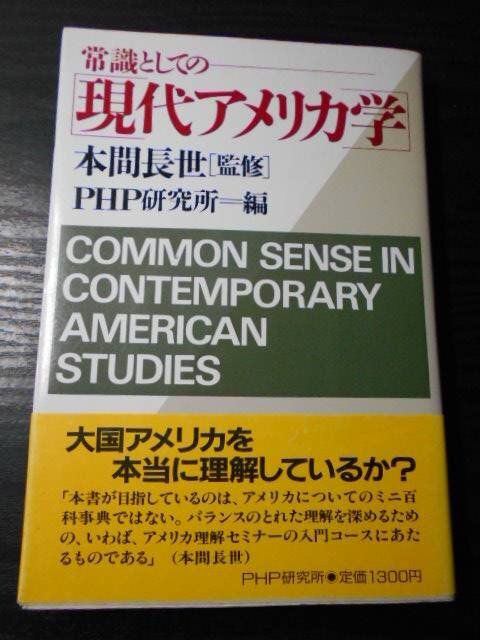 常識としての
[現代アメリカ学]
本間長世[監修]
PHP研究所=編
COMMON SENSE IN
CONTEMPORARY
AMERICAN
STUDIES
大国アメリカを
本当に理解しているか?
「本書が目指しているのは、アメリカについてのミニ百
科事典ではない。バランスのとれた理解を深めるため
の、いわば、アメリカ理解セミナーの入門コースにあた
るものである」(本間長世)
PHP研究所●定価1300円